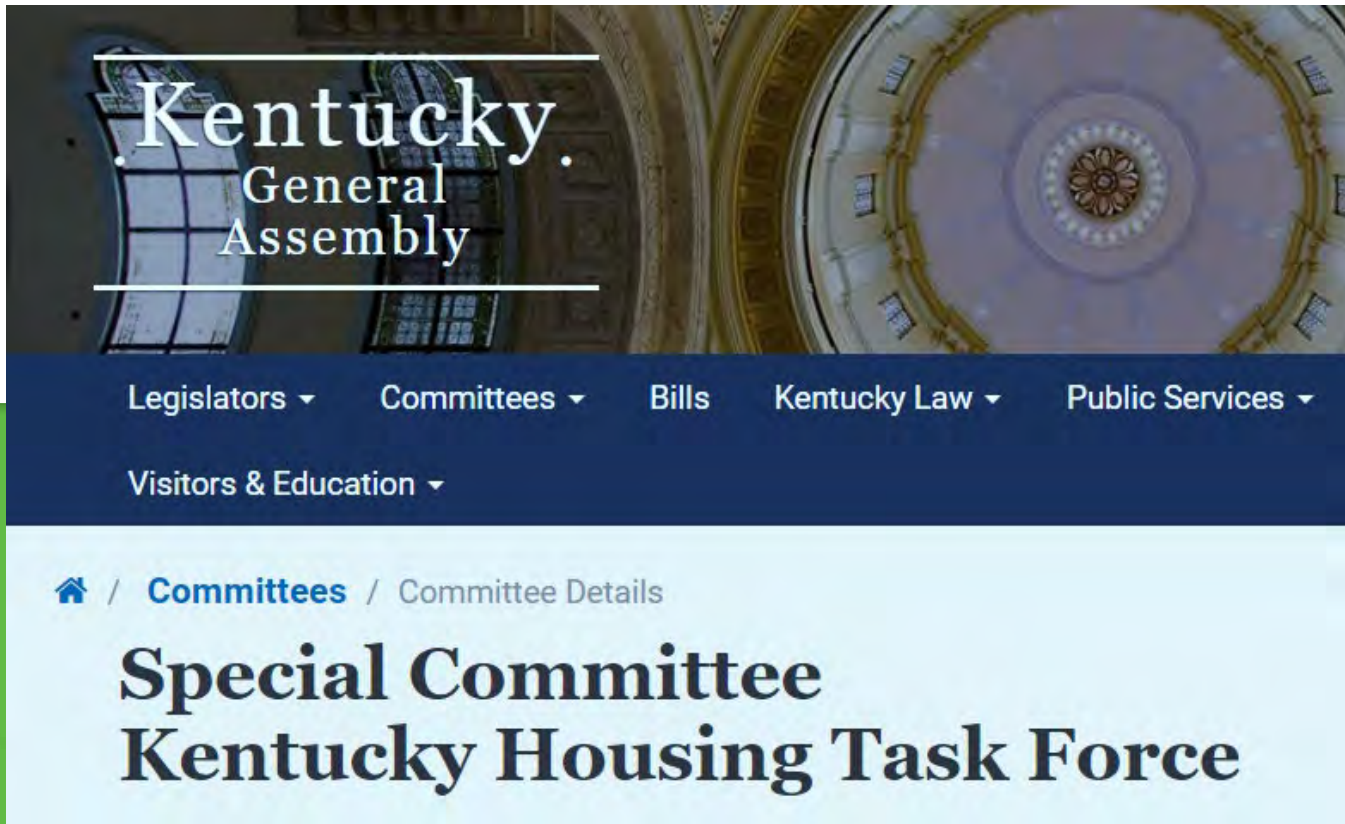 Kentucky
General
Assembly
Legislators Committees Bills Kentucky Law Public Services
Visitors & Education
/ Committees / Committee Details
Special Committee
Kentucky Housing Task Force